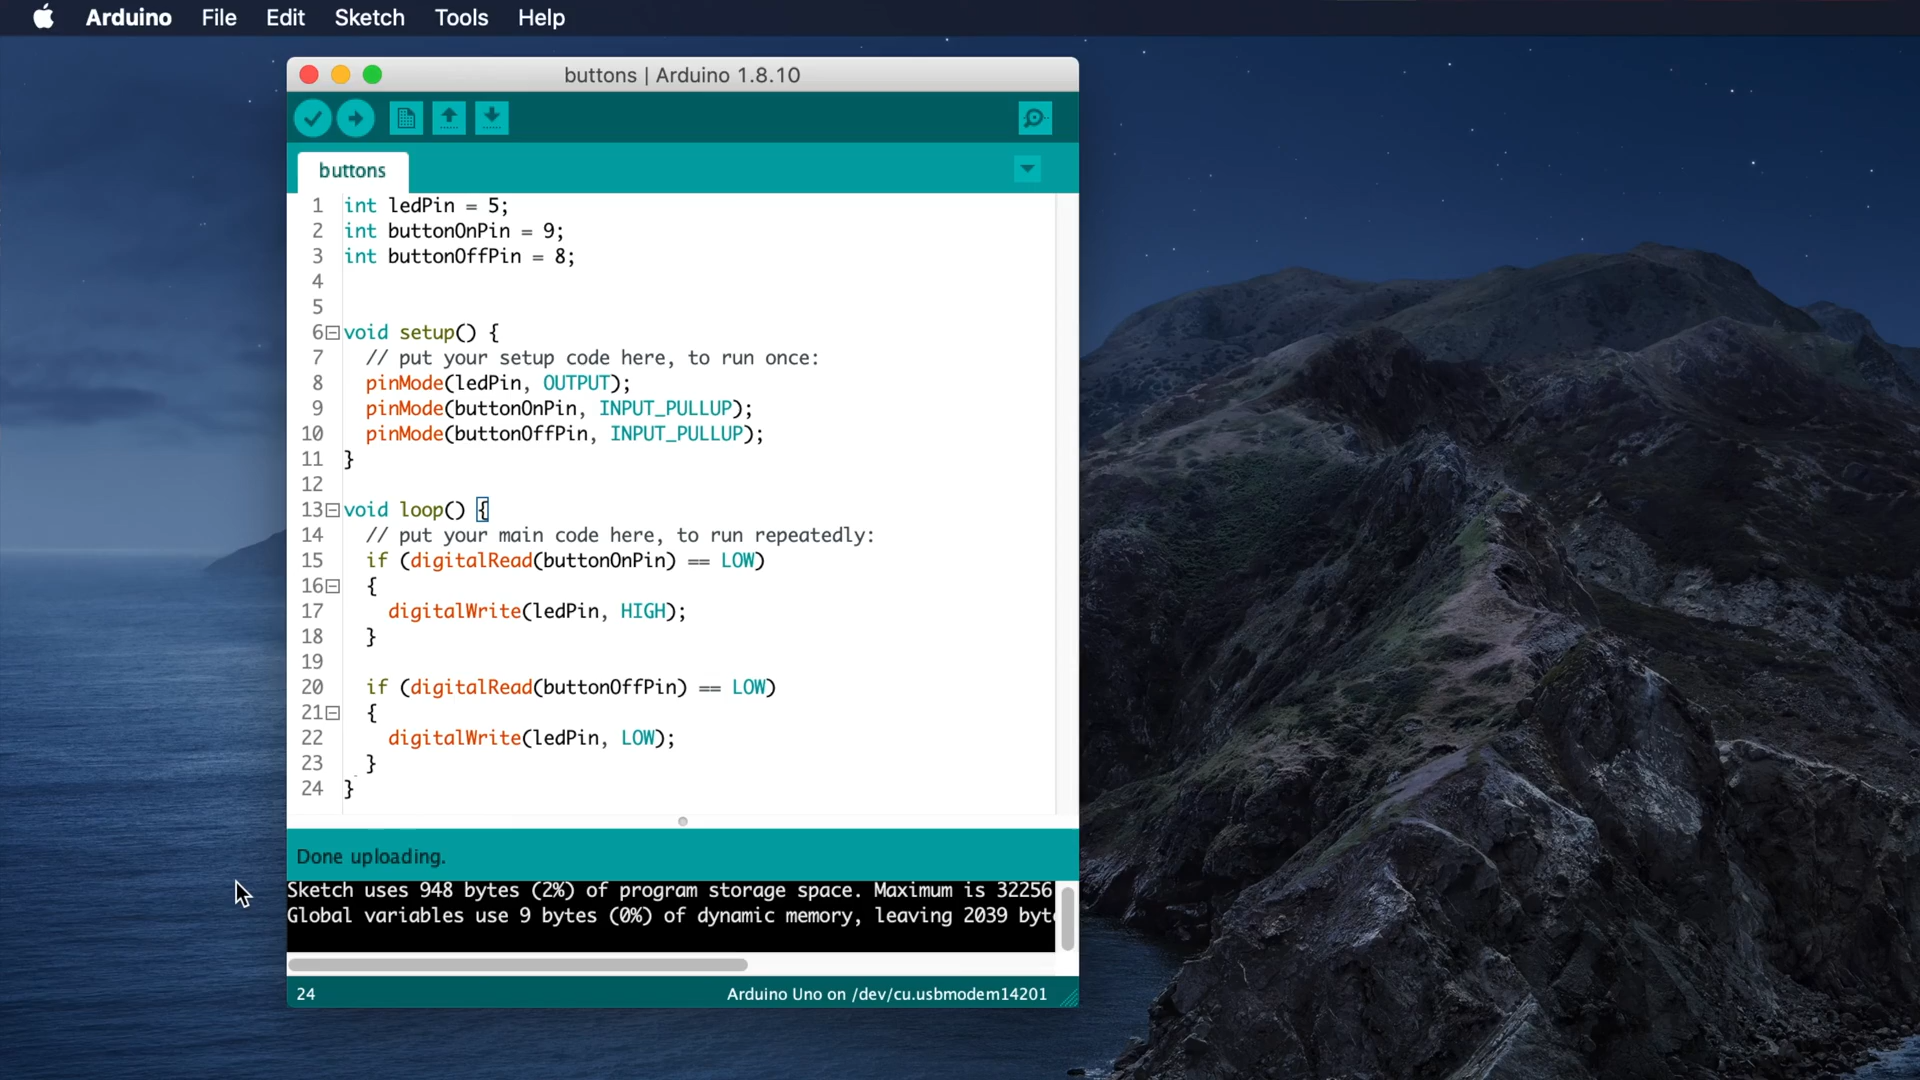 Arduino File Edit Sketch Tools Help
buttons | Arduino 1.8.10
buttons
1 int ledPin = 5;
2 int buttonOnPin = 9;
3 int buttonOffPin = 8;
4
5
6 void setup() {
7 // put your setup code here, to run once:
8 pinMode(ledPin, OUTPUT);
9 pinMode(buttonOnPin, INPUT_PULLUP);
10 pinMode(buttonOffPin, INPUT_PULLUP);
11 }
12
13 void loop() {
14 // put your main code here, to run repeatedly:
15 if (digitalRead(buttonOnPin) == LOW)
16 {
17 digitalWrite(ledPin, HIGH);
18 }
19
20 if (digitalRead(buttonOffPin) == LOW)
21 {
22 digitalWrite(ledPin, LOW);
23 }
24 }
Done uploading.
Sketch uses 948 bytes (2%) of program storage space. Maximum is 32256
Global variables use 9 bytes (0%) of dynamic memory, leaving 2039 byt
24 Arduino Uno on /dev/cu.usbmodem14201